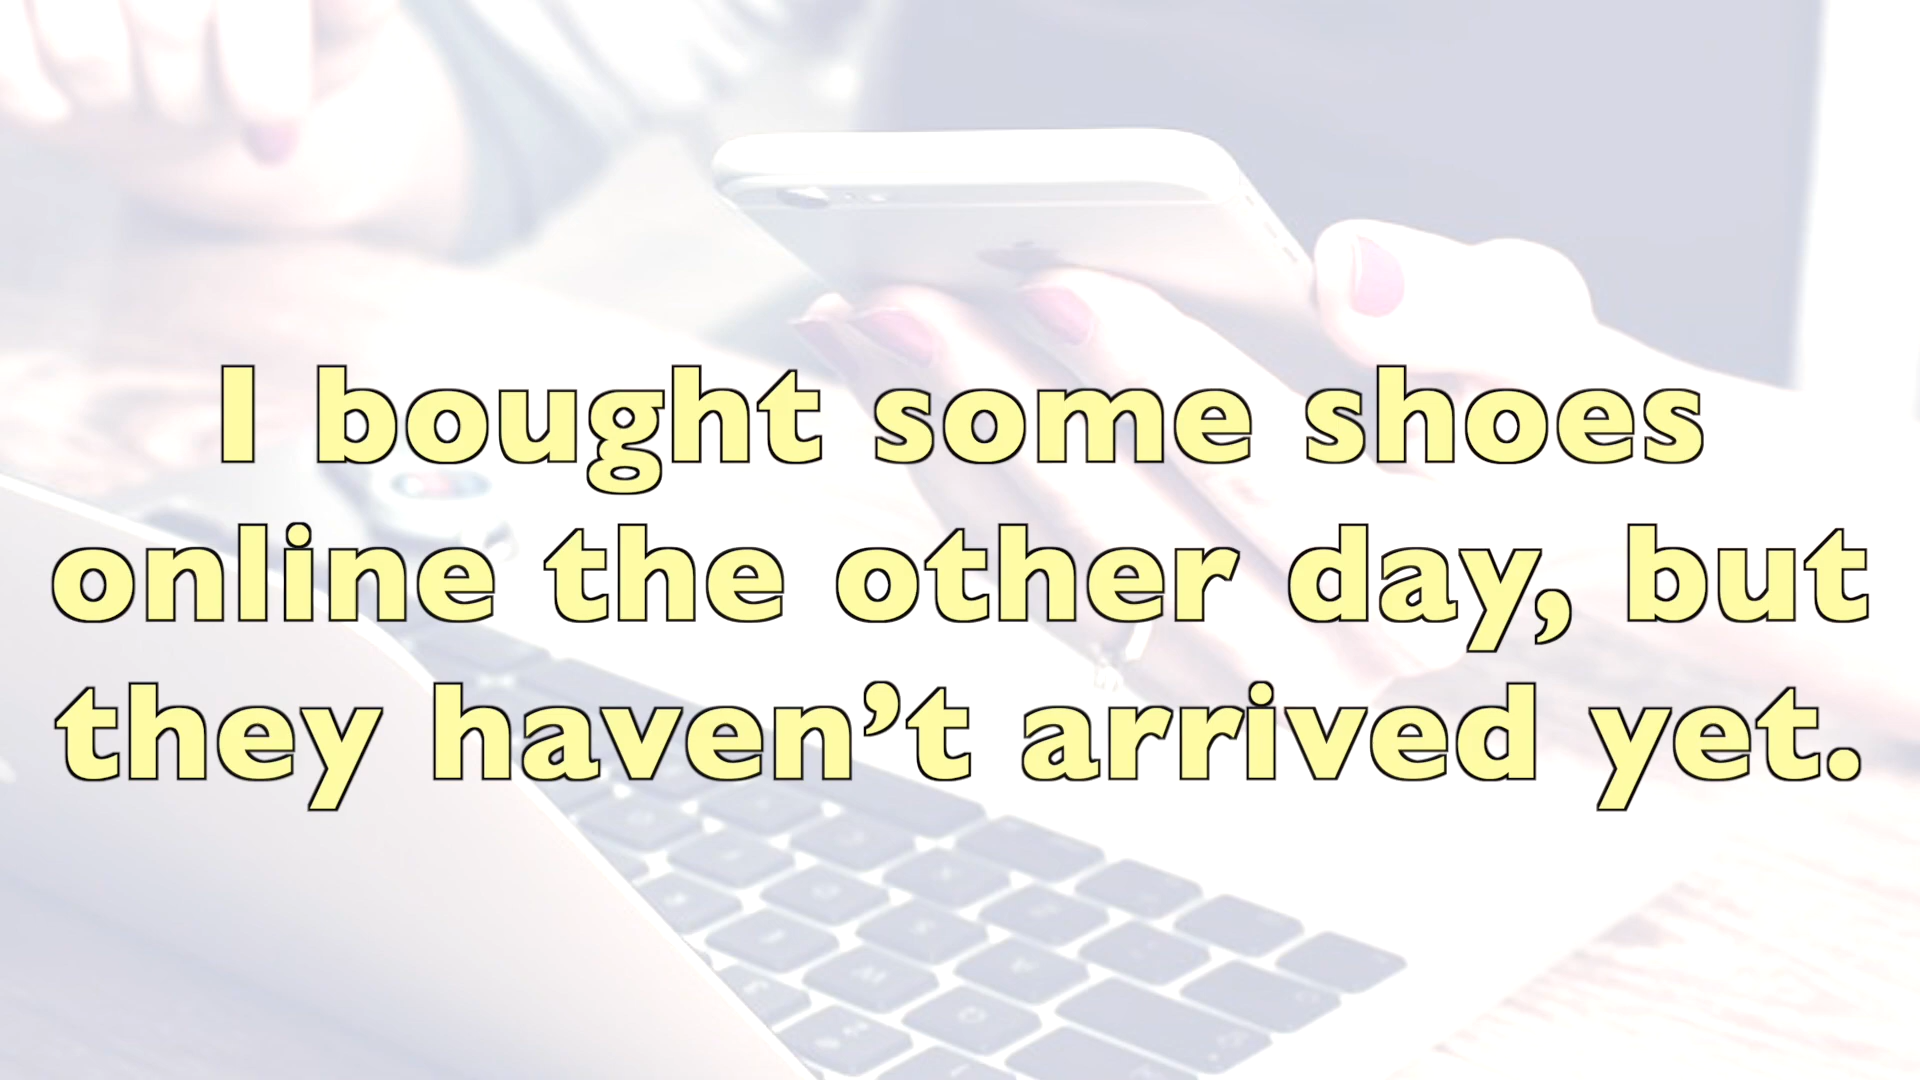 I bought some shoes
online the other day, but
they haven’t arrived yet.